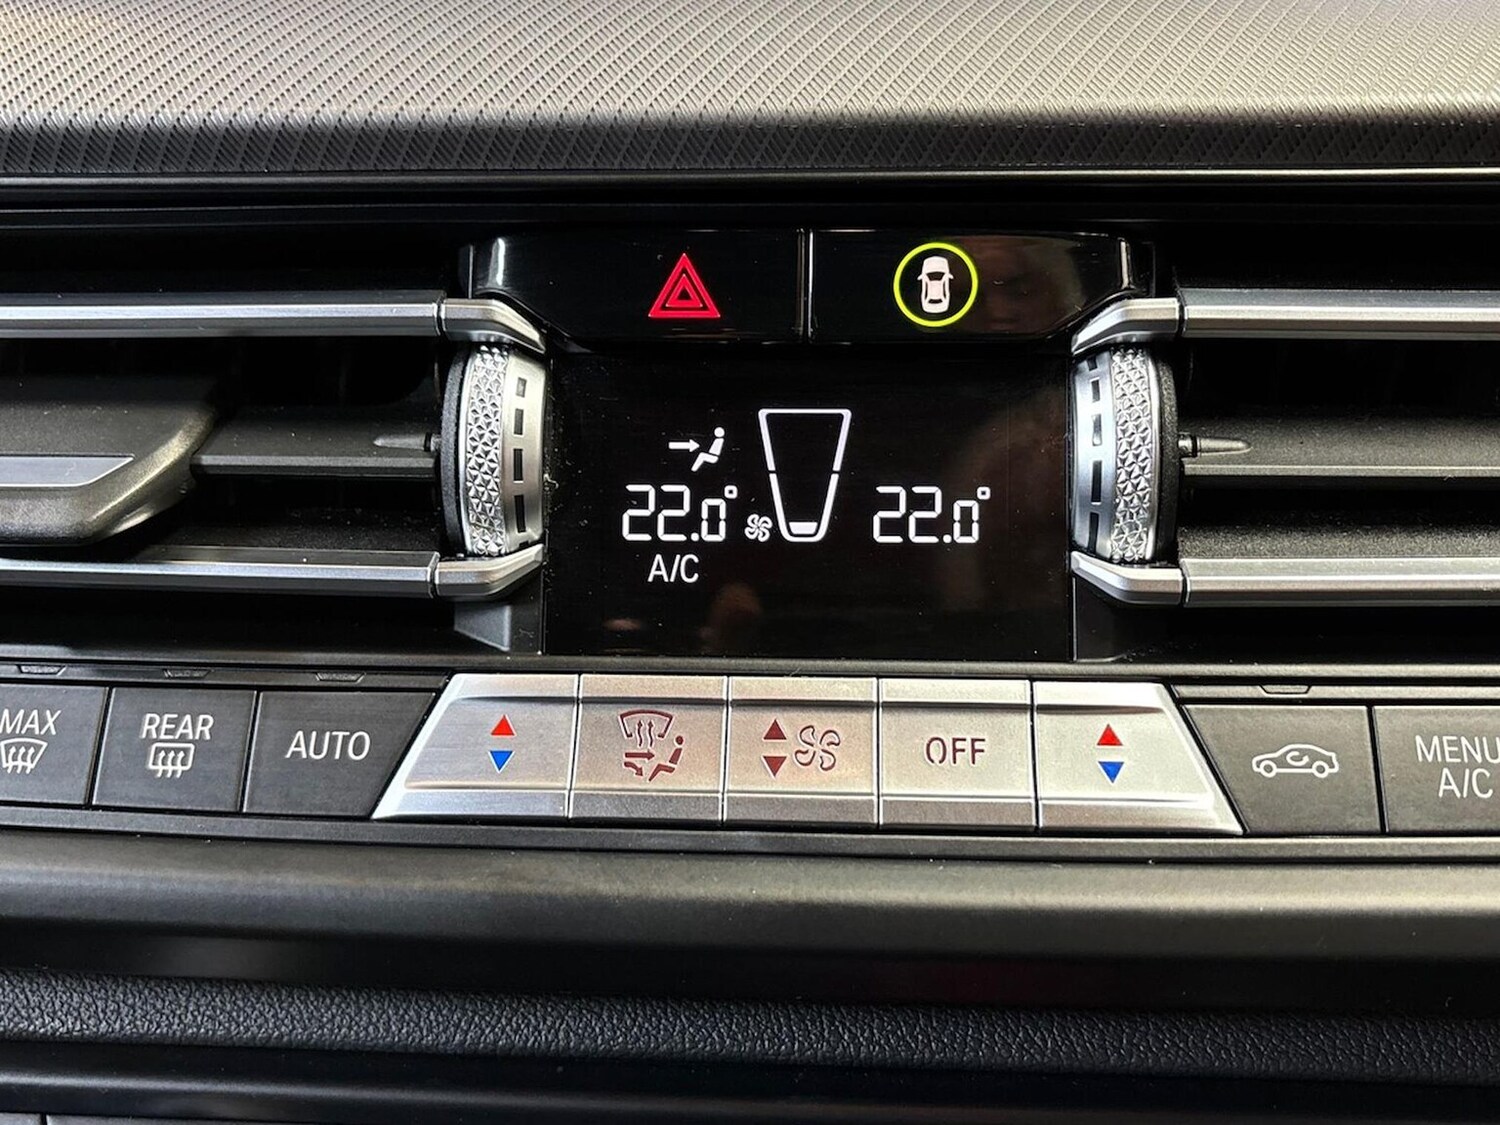 22.0°
22.0°
A/C
MAX
REAR
AUTO
OFF
MENU
A/C